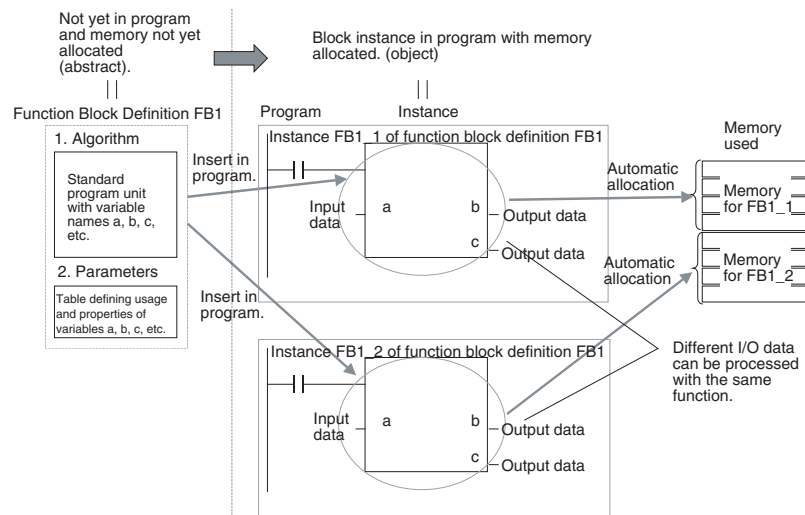 Not yet in program
and memory not yet
allocated
(abstract).
Block instance in program with memory
allocated. (object)
Function Block Definition FB1
Program
Instance
1. Algorithm
Standard
program unit
with variable
names a, b, c,
etc.
2. Parameters
Table defining usage
and properties of
variables a, b, c, etc.
Insert in
program.
Insert in
program.
Instance FB1_1 of function block definition FB1
Input
data
a
b
Output data
c
Output data
Instance FB1_2 of function block definition FB1
Input
data
a
b
Output data
c
Output data
Automatic
allocation
Automatic
allocation
Memory
used
Memory
for FB1_1
Memory
for FB1_2
Different I/O data
can be processed
with the same
function.